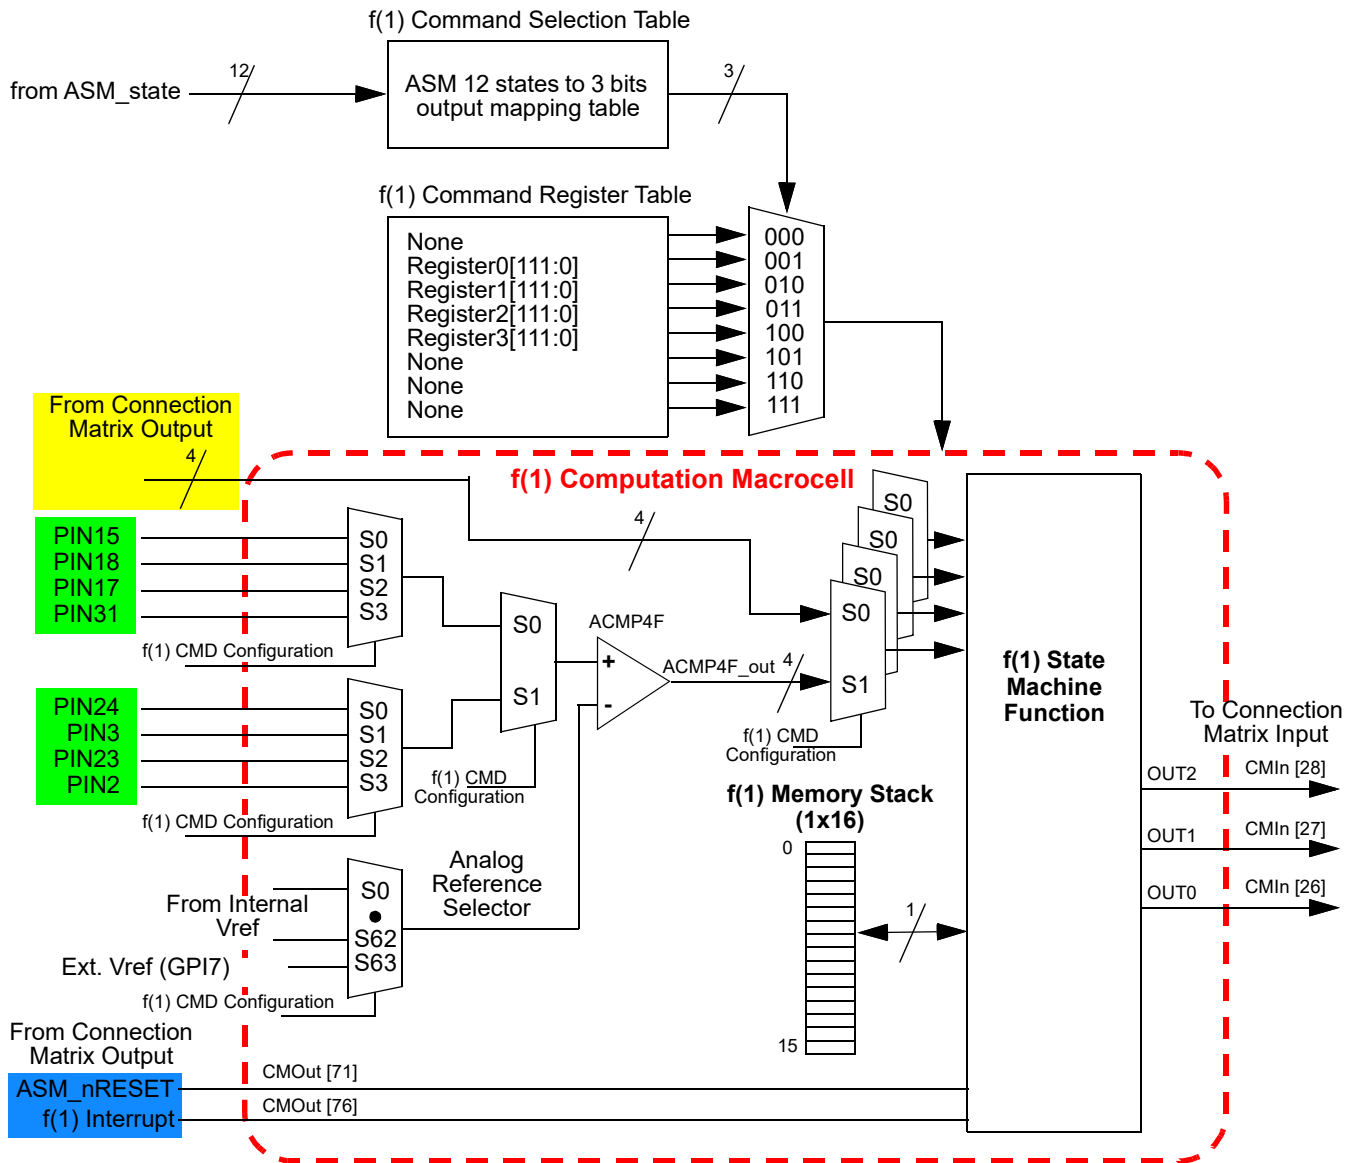 f(1) Command Selection Table
from ASM_state
12
ASM 12 states to 3 bits
output mapping table
3
f(1) Command Register Table
None
Register0[111:0]
Register1[111:0]
Register2[111:0]
Register3[111:0]
None
None
None
000
001
010
011
100
101
110
111
From Connection
Matrix Output
4
f(1) Computation Macrocell
4
PIN15
PIN18
PIN17
PIN31
S0
S1
S2
S3
f(1) CMD Configuration
PIN24
PIN3
PIN23
PIN2
S0
S1
S2
S3
f(1) CMD Configuration
S0
S1
f(1) CMD
Configuration
ACMP4F
+
-
ACMP4F_out
4
S0
S0
S0
S0
S1
f(1) CMD
Configuration
f(1) State
Machine
Function
f(1) Memory Stack
(1x16)
0
15
1
Analog
Reference
Selector
From Internal
Vref
Ext. Vref (GPI7)
S0
S62
S63
f(1) CMD Configuration
To Connection
Matrix Input
OUT2
CMIn [28]
OUT1
CMIn [27]
OUT0
CMIn [26]
From Connection
Matrix Output
ASM_nRESET
CMOut [71]
f(1) Interrupt
CMOut [76]